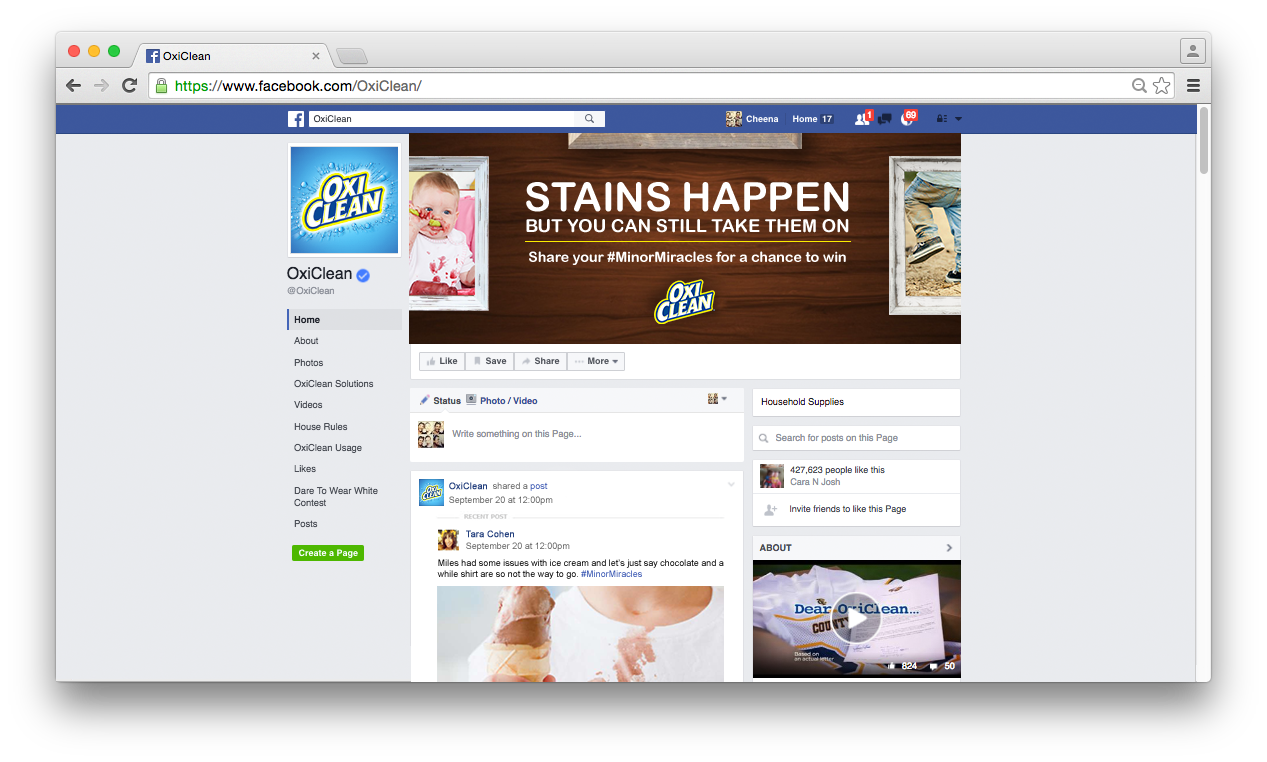 OxiClean
https://www.facebook.com/OxiClean/
OxiClean
Cheena
Home 17
1
69
OXI
CLEAN
OxiClean
@OxiClean
Home
About
Photos
OxiClean Solutions
Videos
House Rules
OxiClean Usage
Likes
Dare To Wear White
Contest
Posts
Create a Page
STAINS HAPPEN
BUT YOU CAN STILL TAKE THEM ON
Share your #MinorMiracles for a chance to win
OXI
CLEAN
Like
Save
Share
More
Status
Photo / Video
Write something on this Page...
OXI
CLEAN
OxiClean shared a post
September 20 at 12:00pm
RECENT POST
Tara Cohen
September 20 at 12:00pm
Miles had some issues with ice cream and let's just say chocolate and a
while shirt are so not the way to go. #MinorMiracles
Household Supplies
Search for posts on this Page
427,623 people like this
Cara N Josh
Invite friends to like this Page
ABOUT
Dear OxiClean...
COUNTY
Based on
an actual letter
824
50